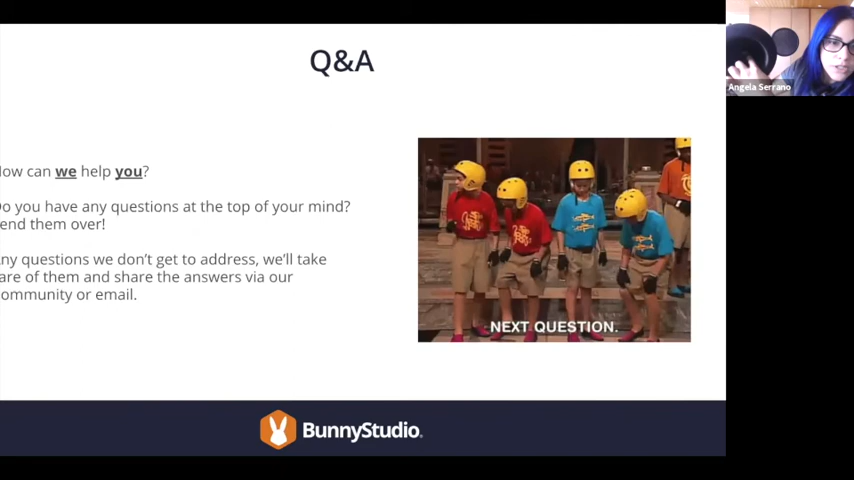 Q&A
Angela Serrano
ow can we help you?
o you have any questions at the top of your mind?
end them over!
ny questions we don't get to address, we'll take
are of them and share the answers via our
ommunity or email.
NEXT QUESTION.
BunnyStudio